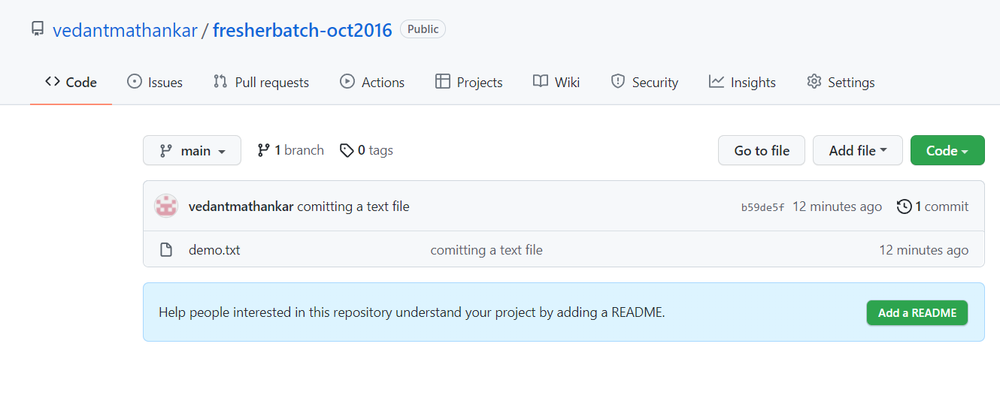 vedantmathankar / fresherbatch-oct2016 Public
Code Issues Pull requests Actions Projects Wiki Security Insights Settings
main 1 branch 0 tags Go to file Add file Code
vedantmathankar comitting a text file b59de5f 12 minutes ago 1 commit
demo.txt comitting a text file 12 minutes ago
Help people interested in this repository understand your project by adding a README. Add a README